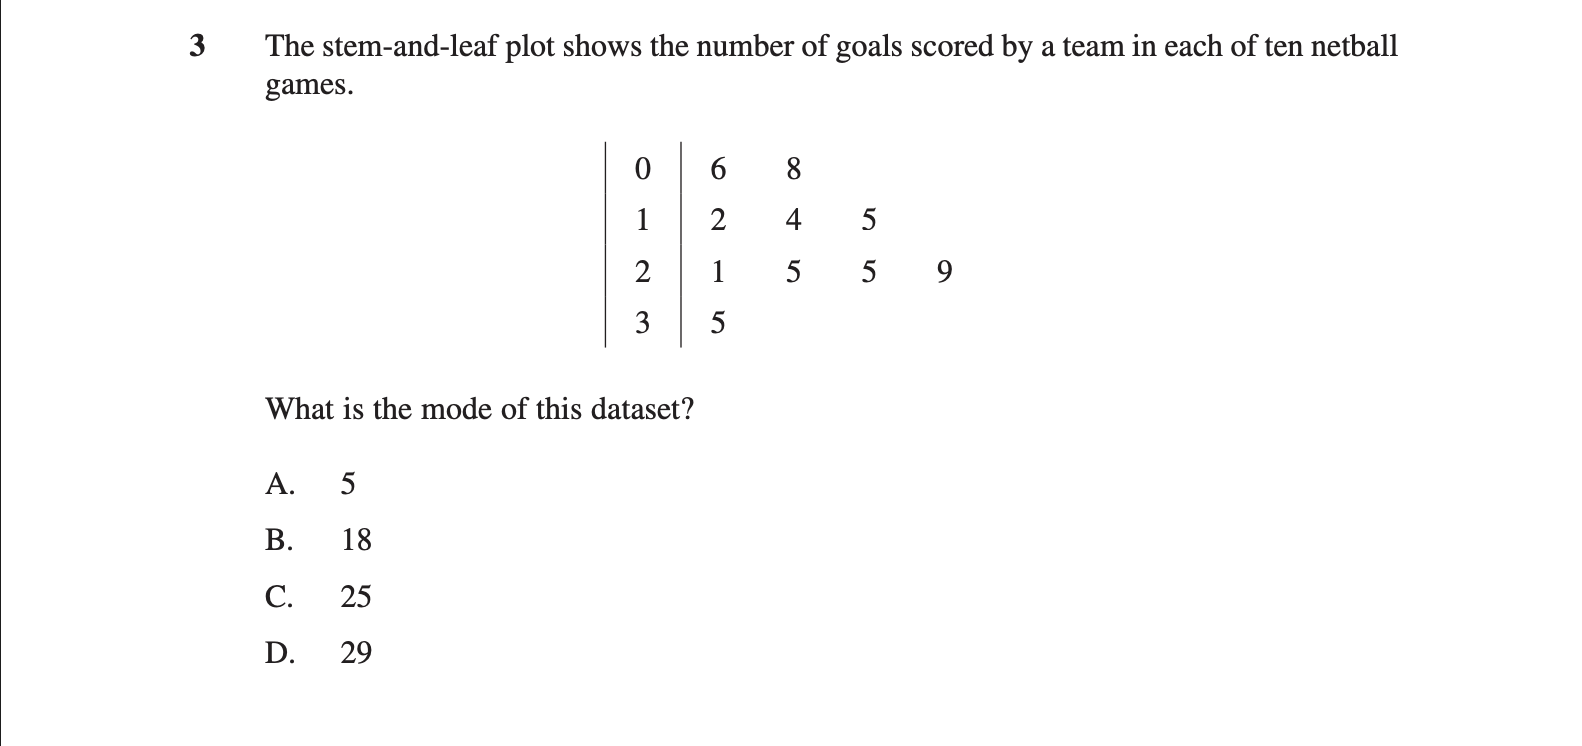 3 The stem-and-leaf plot shows the number of goals scored by a team in each of ten netball
games.
0 6 8
1 2 4 5
2 1 5 5 9
3 5
What is the mode of this dataset?
A. 5
B. 18
C. 25
D. 29